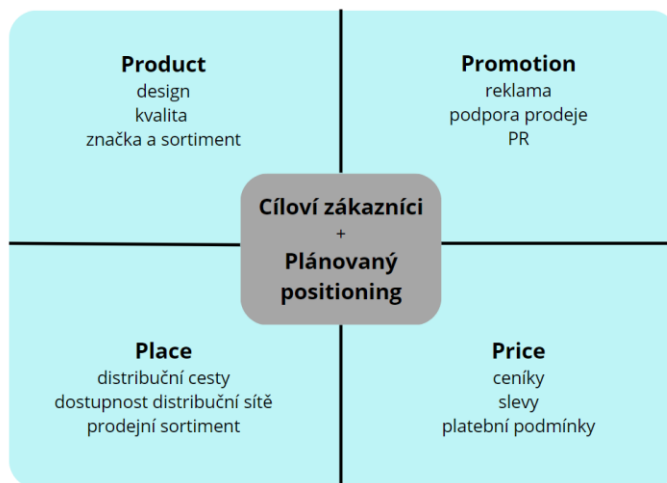 Product
design
kvalita
značka a sortiment
Promotion
reklama
podpora prodeje
PR
Cíloví zákazníci
+
Plánovaný
positioning
Place
distribuční cesty
dostupnost distribuční sítě
prodejní sortiment
Price
ceníky
slevy
platební podmínky